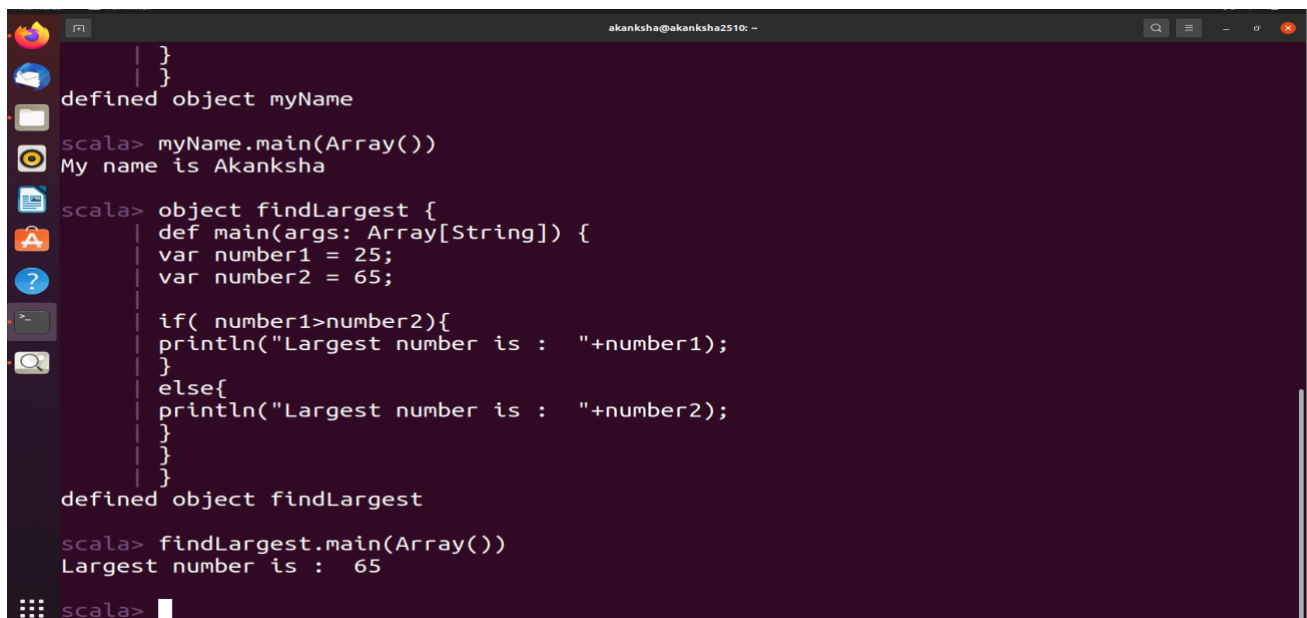 akanksha@akanksha2510: ~
| }
| }
defined object myName
scala> myName.main(Array())
My name is Akanksha
scala> object findLargest {
| def main(args: Array[String]) {
| var number1 = 25;
| var number2 = 65;
|
| if( number1>number2){
| println("Largest number is :  "+number1);
| }
| else{
| println("Largest number is :  "+number2);
| }
| }
| }
defined object findLargest
scala> findLargest.main(Array())
Largest number is :  65
scala>